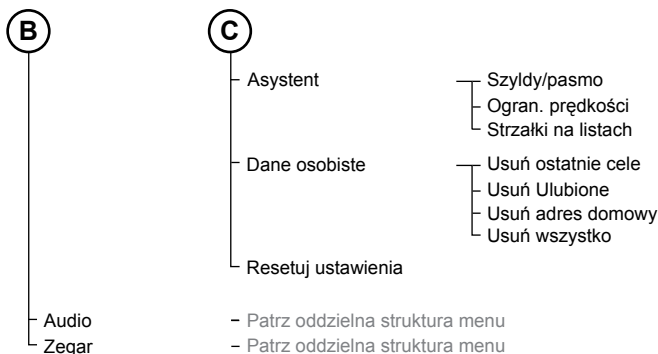 B
C
Asystent
Szyldy/pasmo
Ogran. prędkości
Strzałki na listach
Dane osobiste
Usuń ostatnie cele
Usuń Ulubione
Usuń adres domowy
Usuń wszystko
Resetuj ustawienia
Audio – Patrz oddzielna struktura menu
Zegar – Patrz oddzielna struktura menu